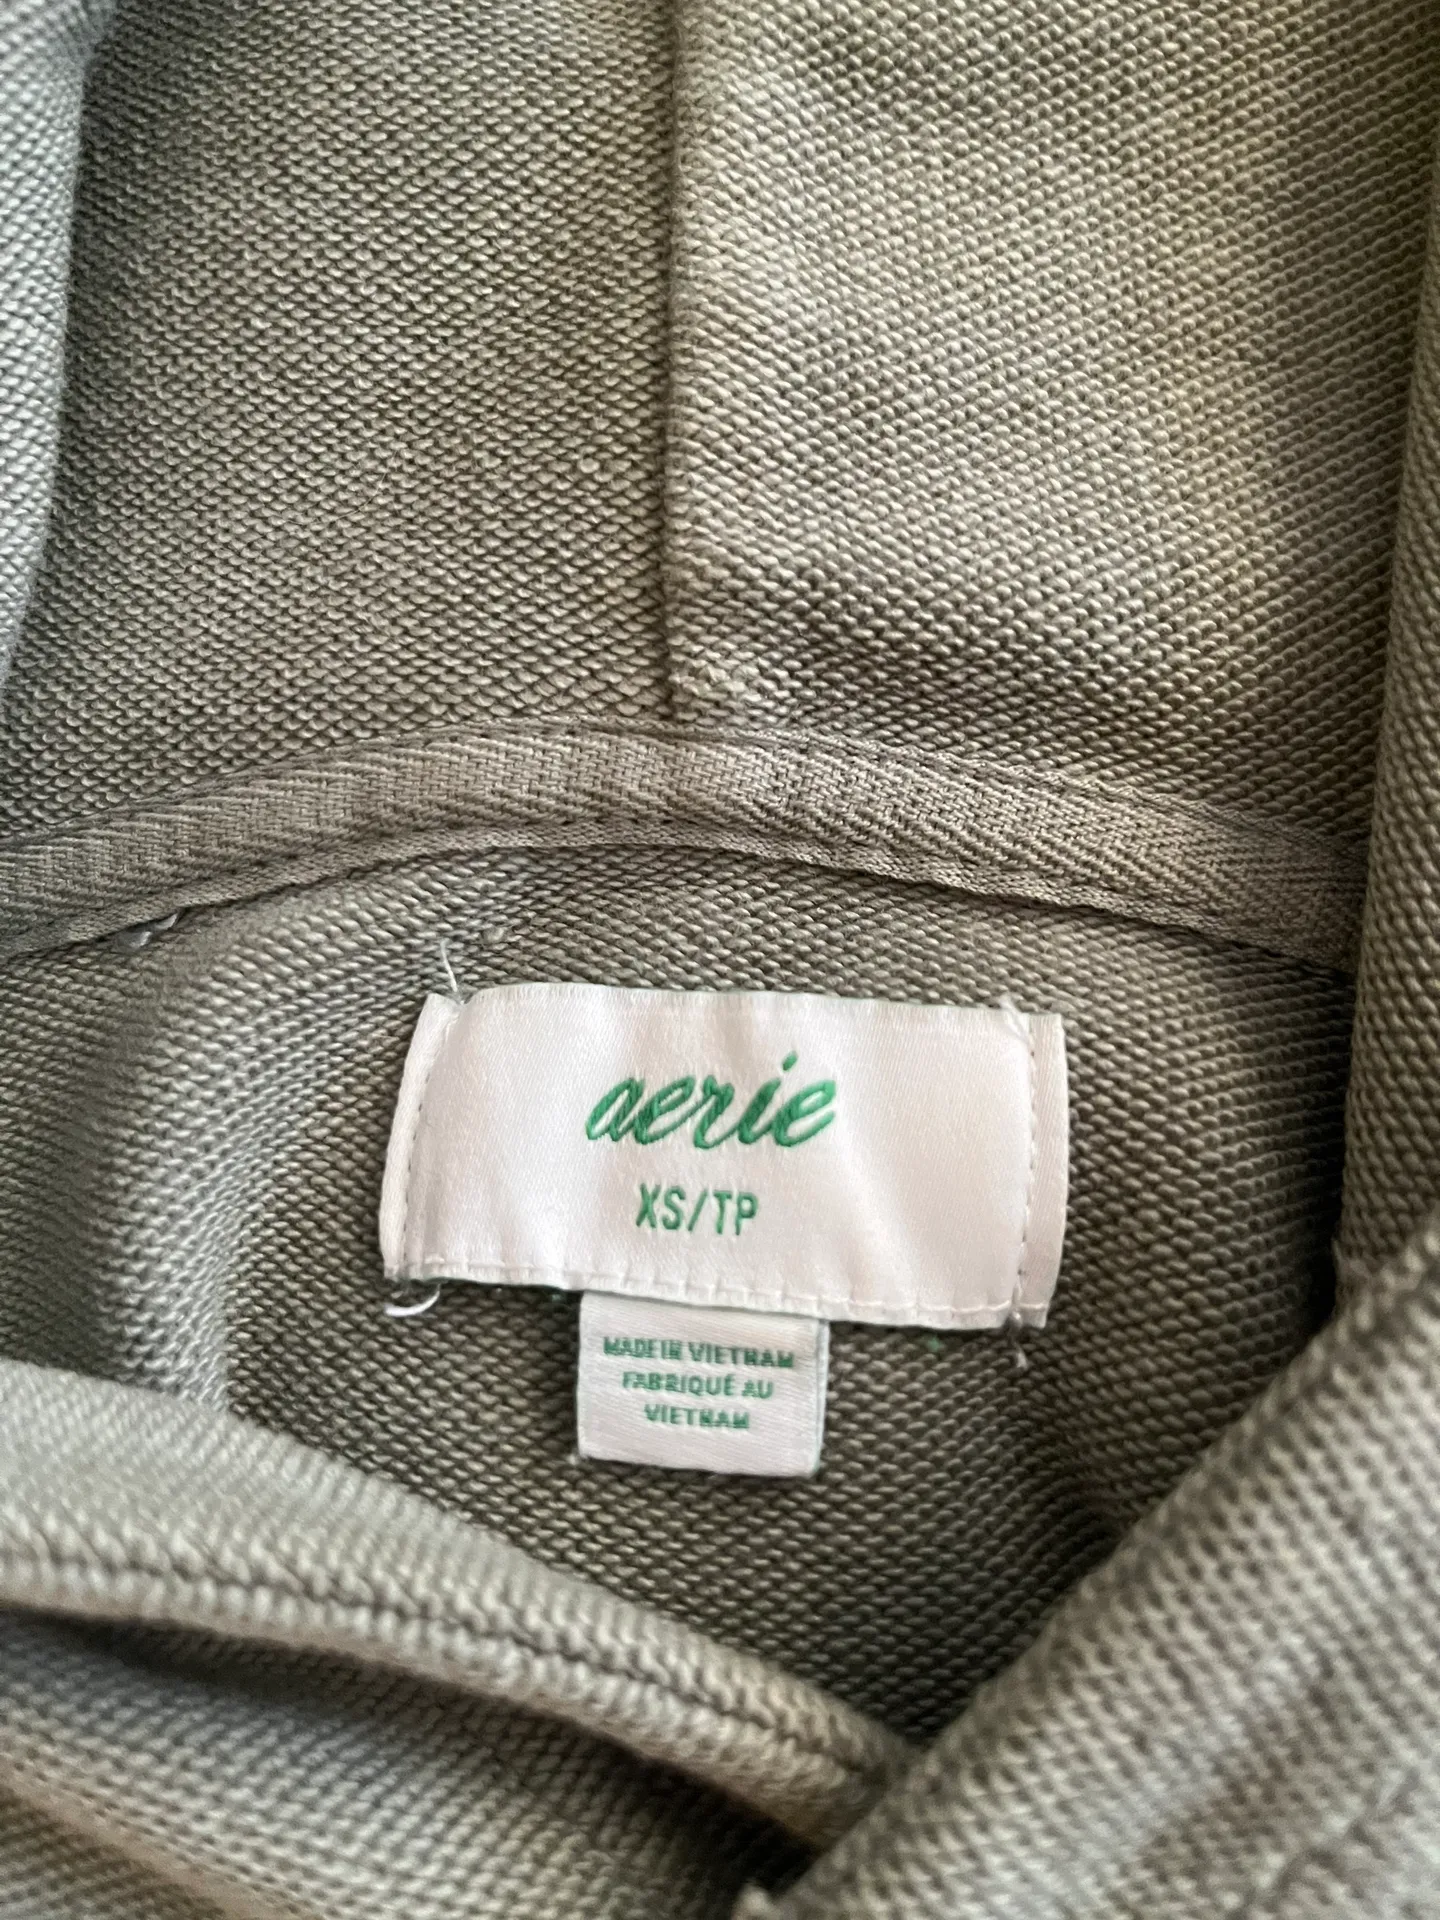 aerie
XS/TP
MADE IN VIETNAM
FABRIQUÉ AU
VIETNAM